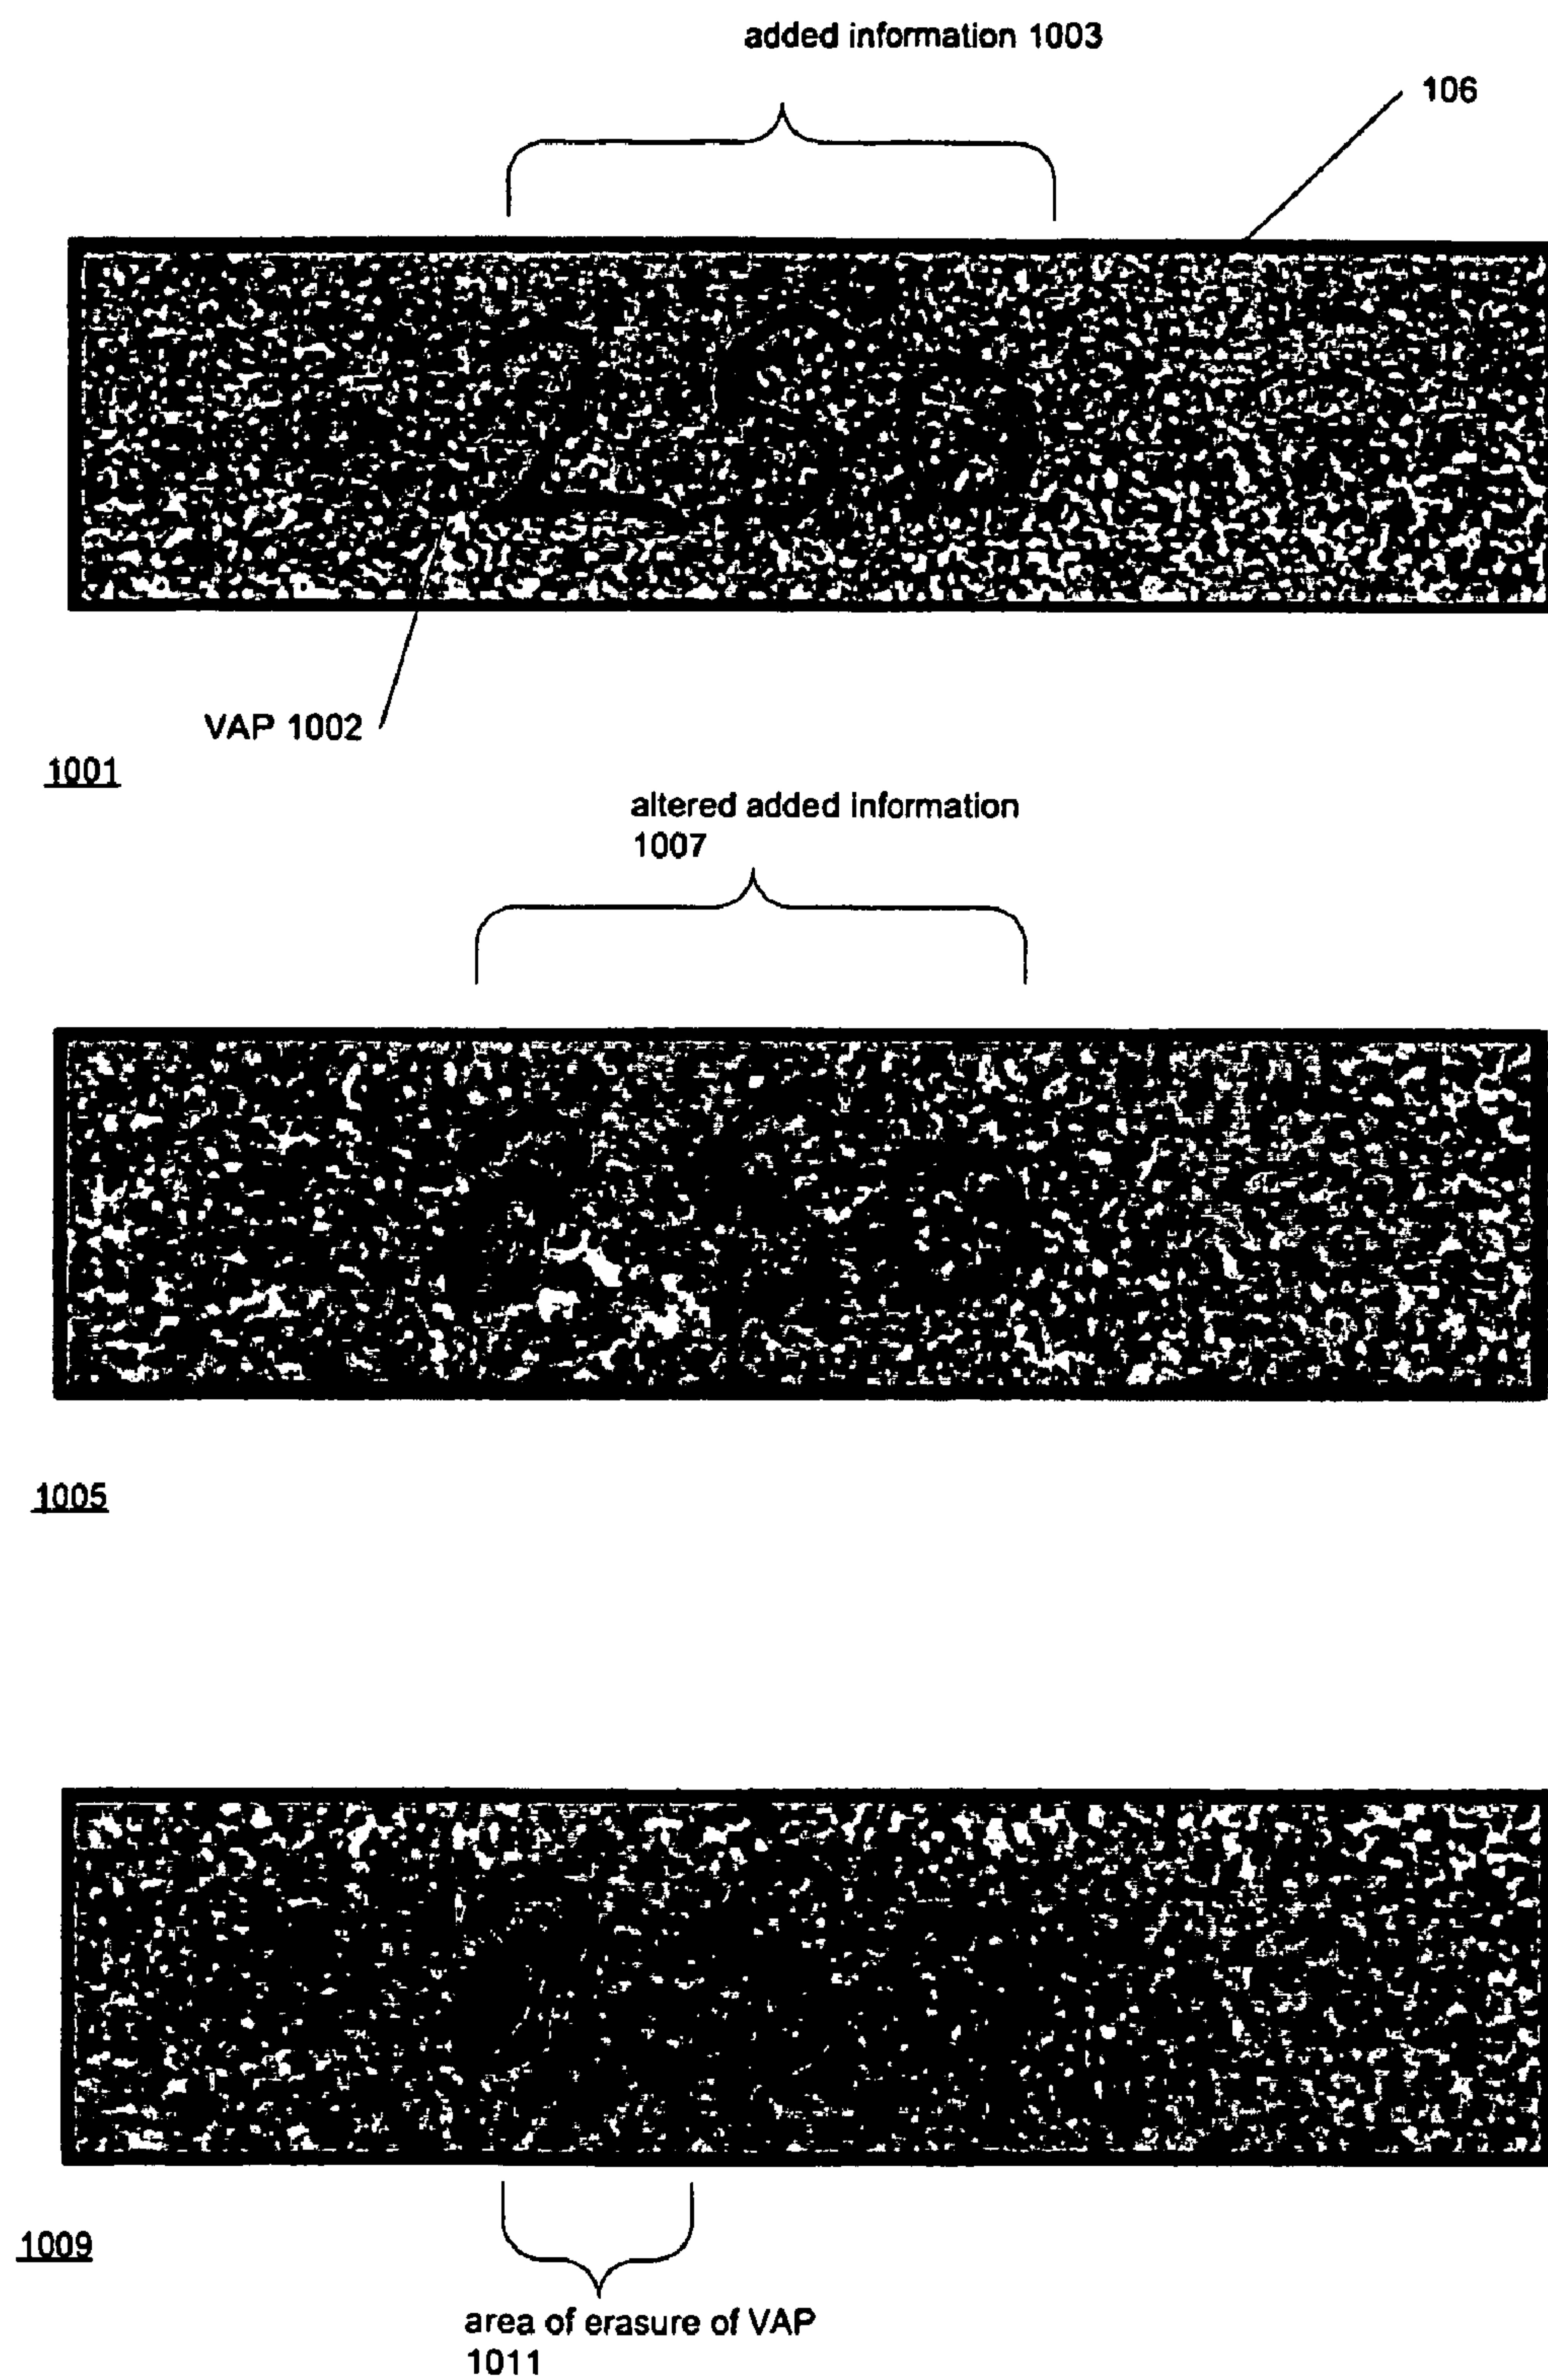 added information 1003
106
250
VAP 1002
1001
altered added information
1007
1005
1009
area of erasure of VAP
1011